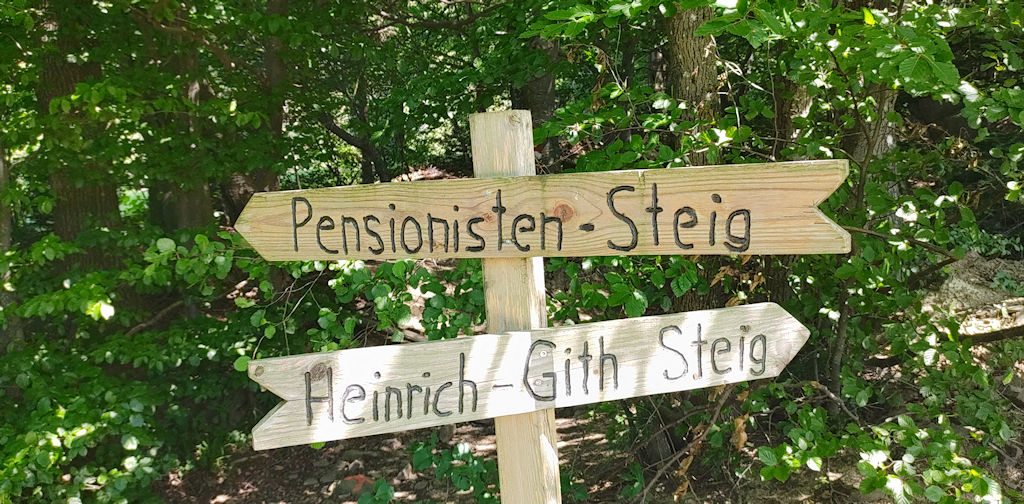 Pensionisten - Steig
Heinrich - Gith Steig